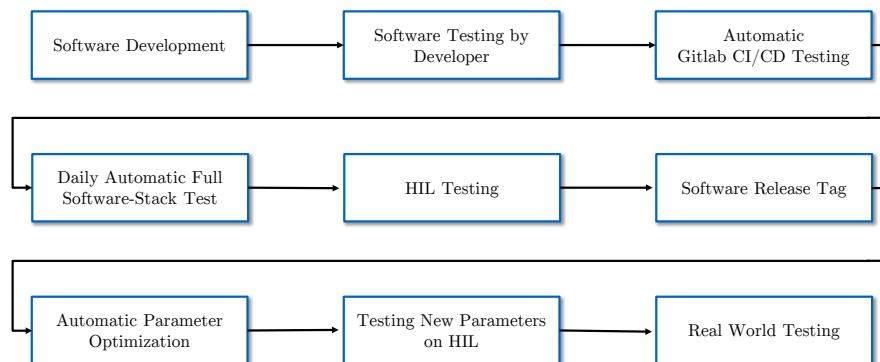 Software Development
Software Testing by
Developer
Automatic
Gitlab CI/CD Testing
Daily Automatic Full
Software-Stack Test
HIL Testing
Software Release Tag
Automatic Parameter
Optimization
Testing New Parameters
on HIL
Real World Testing